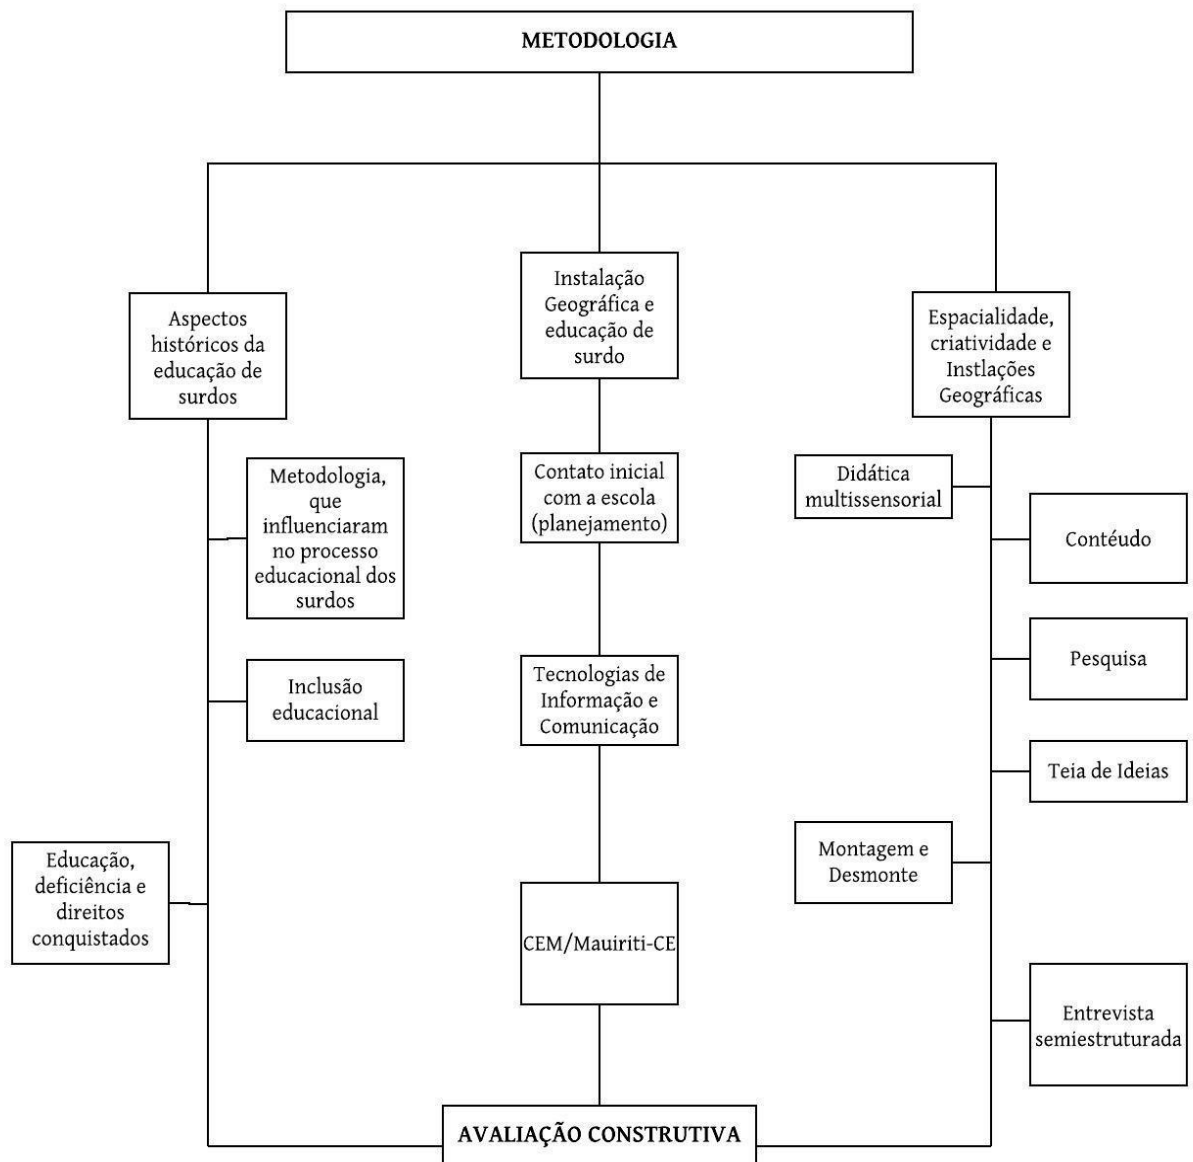 METODOLOGIA
Aspectos
históricos da
educação de
surdos
Metodologia,
que
influenciaram
no processo
educacional dos
surdos
Inclusão
educacional
Educação,
deficiência e
direitos
conquistados
Instalação
Geográfica e
educação de
surdo
Contato inicial
com a escola
(planejamento)
Tecnologias de
Informação e
Comunicação
CEM/Mauiriti-CE
Espacialidade,
criatividade e
Instlações
Geográficas
Didática
multissensorial
Contéudo
Pesquisa
Teia de Ideias
Montagem e
Desmonte
Entrevista
semiestruturada
AVALIAÇÃO CONSTRUTIVA